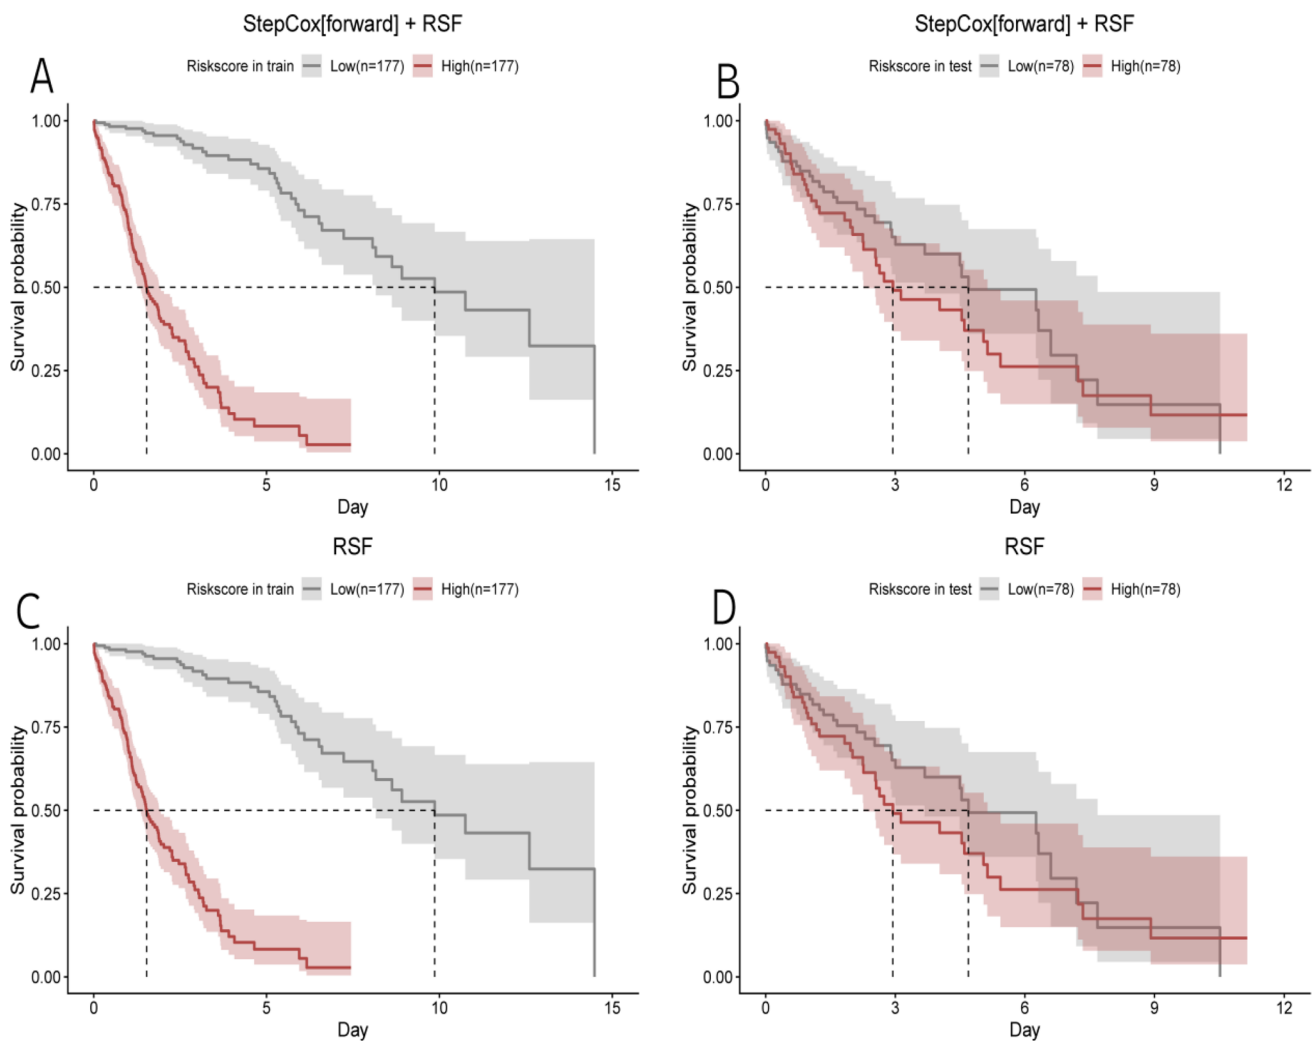 StepCox[forward] + RSF
Riskscore in train Low(n=177) High(n=177)
A
Survival probability
1.00
0.75
0.50
0.25
0.00
0 5 10 15
Day
StepCox[forward] + RSF
Riskscore in test Low(n=78) High(n=78)
B
Survival probability
1.00
0.75
0.50
0.25
0.00
0 3 6 9 12
Day
RSF
Riskscore in train Low(n=177) High(n=177)
C
Survival probability
1.00
0.75
0.50
0.25
0.00
0 5 10 15
Day
RSF
Riskscore in test Low(n=78) High(n=78)
D
Survival probability
1.00
0.75
0.50
0.25
0.00
0 3 6 9 12
Day